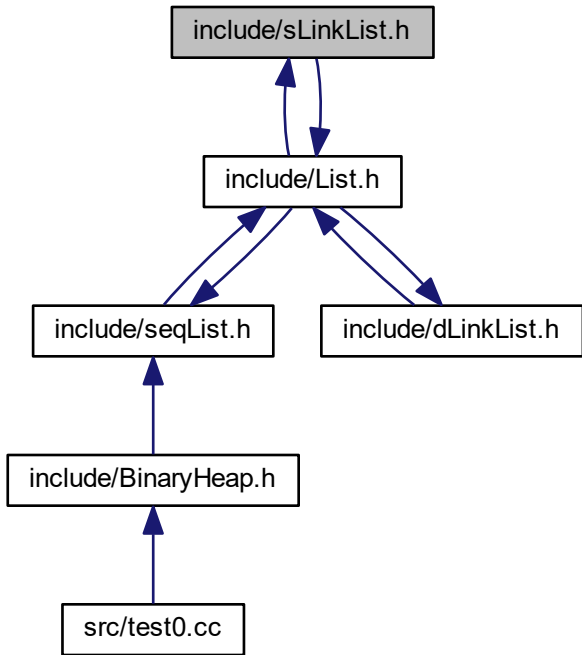 include/sLinkList.h
include/List.h
include/seqList.h
include/dLinkList.h
include/BinaryHeap.h
src/test0.cc